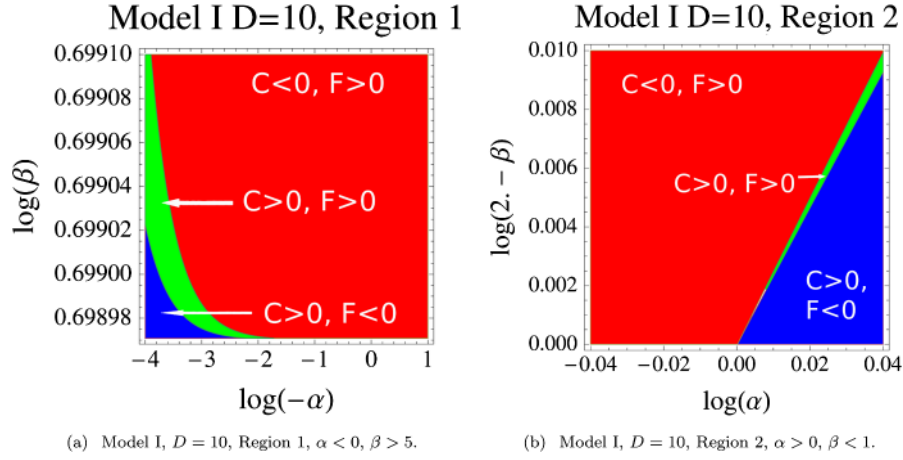 Model I D=10, Region 1
log(β)
0.69910
0.69908
0.69906
0.69904
0.69902
0.69900
0.69898
C<0, F>0
C>0, F>0
C>0, F<0
−4 −3 −2 −1 0 1
log(−α)
(a) Model I, D = 10, Region 1, α < 0, β > 5.
Model I D=10, Region 2
log(2. − β)
0.010
0.008
0.006
0.004
0.002
0.000
C<0, F>0
C>0, F>0
C>0,
F<0
−0.04 −0.02 0.00 0.02 0.04
log(α)
(b) Model I, D = 10, Region 2, α > 0, β < 1.